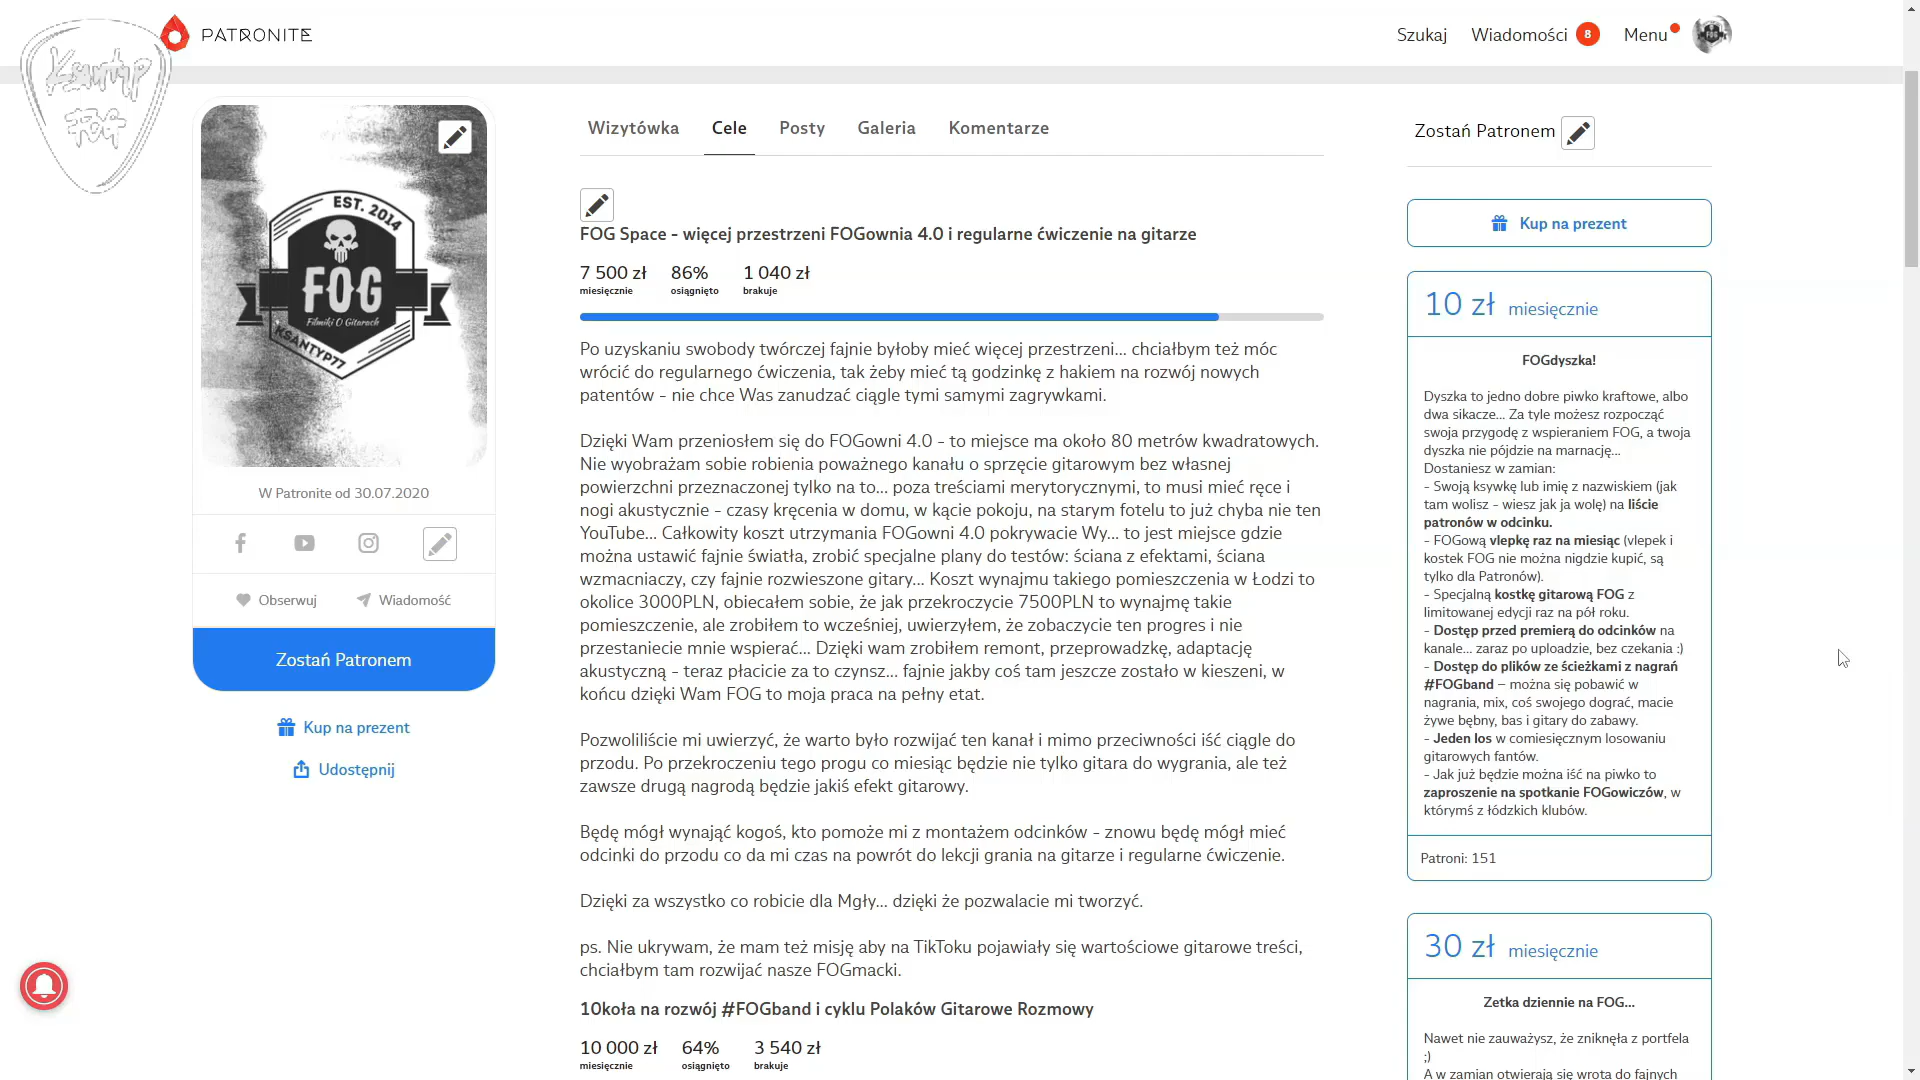 Ksantyp
FOG
PATRONITE
Szukaj
Wiadomości 8
Menu
EST. 2014
FOG
Filmiki O Gitarach
KSANTYP77
W Patronite od 30.07.2020
Obserwuj
Wiadomość
Zostań Patronem
Kup na prezent
Udostępnij
Wizytówka
Cele
Posty
Galeria
Komentarze
FOG Space - więcej przestrzeni FOGownia 4.0 i regularne ćwiczenie na gitarze
7 500 zł 86% 1 040 zł
miesięcznie osiągnięto brakuje
Po uzyskaniu swobody twórczej fajnie byłoby mieć więcej przestrzeni... chciałbym też móc
wrócić do regularnego ćwiczenia, tak żeby mieć tą godzinkę z hakiem na rozwój nowych
patentów - nie chce Was zanudzać ciągle tymi samymi zagrywkami.
Dzięki Wam przeniosłem się do FOGowni 4.0 - to miejsce ma około 80 metrów kwadratowych.
Nie wyobrażam sobie robienia poważnego kanału o sprzęcie gitarowym bez własnej
powierzchni przeznaczonej tylko na to... poza treściami merytorycznymi, to musi mieć ręce i
nogi akustycznie - czasy kręcenia w domu, w kącie pokoju, na starym fotelu to już chyba nie ten
YouTube... Całkowity koszt utrzymania FOGowni 4.0 pokrywacie Wy... to jest miejsce gdzie
można ustawić fajnie światła, zrobić specjalne plany do testów: ściana z efektami, ściana
wzmacniaczy, czy fajnie rozwieszone gitary... Koszt wynajmu takiego pomieszczenia w Łodzi to
okolice 3000PLN, obiecałem sobie, że jak przekroczycie 7500PLN to wynajmę takie
pomieszczenie, ale zrobiłem to wcześniej, uwierzyłem, że zobaczycie ten progres i nie
przestaniecie mnie wspierać... Dzięki wam zrobiłem remont, przeprowadzkę, adaptację
akustyczną - teraz płacicie za to czynsz... fajnie jakby coś tam jeszcze zostało w kieszeni, w
końcu dzięki Wam FOG to moja praca na pełny etat.
Pozwoliliście mi uwierzyć, że warto było rozwijać ten kanał i mimo przeciwności iść ciągle do
przodu. Po przekroczeniu tego progu co miesiąc będzie nie tylko gitara do wygrania, ale też
zawsze drugą nagrodą będzie jakiś efekt gitarowy.
Będę mógł wynająć kogoś, kto pomoże mi z montażem odcinków - znowu będę mógł mieć
odcinki do przodu co da mi czas na powrót do lekcji grania na gitarze i regularne ćwiczenie.
Dzięki za wszystko co robicie dla Mgły... dzięki że pozwalacie mi tworzyć.
ps. Nie ukrywam, że mam też misję aby na TikToku pojawiały się wartościowe gitarowe treści,
chciałbym tam rozwijać nasze FOGmacki.
10koła na rozwój #FOGband i cyklu Polaków Gitarowe Rozmowy
10 000 zł 64% 3 540 zł
miesięcznie osiągnięto brakuje
Zostań Patronem
Kup na prezent
10 zł miesięcznie
FOGdyszka!
Dyszka to jedno dobre piwko kraftowe, albo
dwa sikacze... Za tyle możesz rozpocząć
swoja przygodę z wspieraniem FOG, a twoja
dyszka nie pójdzie na marnację...
Dostaniesz w zamian:
- Swoją ksywkę lub imię z nazwiskiem (jak
tam wolisz - wiesz jak ja wolę) na liście
patronów w odcinku.
- FOGową vlepkę raz na miesiąc (vlepek i
kostek FOG nie można nigdzie kupić, są
tylko dla Patronów).
- Specjalną kostkę gitarową FOG z
limitowanej edycji raz na pół roku.
- Dostęp przed premierą do odcinków na
kanale... zaraz po uploadzie, bez czekania :)
- Dostęp do plików ze ścieżkami z nagrań
#FOGband – można się pobawić w
nagrania, mix, coś swojego dograć, macie
żywe bębny, bas i gitary do zabawy.
- Jeden los w comiesięcznym losowaniu
gitarowych fantów.
- Jak już będzie można iść na piwko to
zaproszenie na spotkanie FOGowiczów, w
którymś z łódzkich klubów.
Patroni: 151
30 zł miesięcznie
Zetka dziennie na FOG...
Nawet nie zauważysz, że zniknęła z portfela
;)
A w zamian otwierają się wrota do fajnych